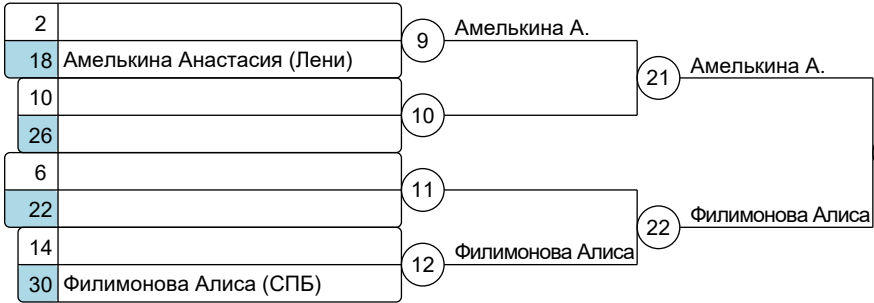 2
18 Амелькина Анастасия (Лени)
10
26
6
22
14
30 Филимонова Алиса (СПБ)
9 Амелькина А.
10
11
12 Филимонова Алиса
21 Амелькина А.
22 Филимонова Алиса